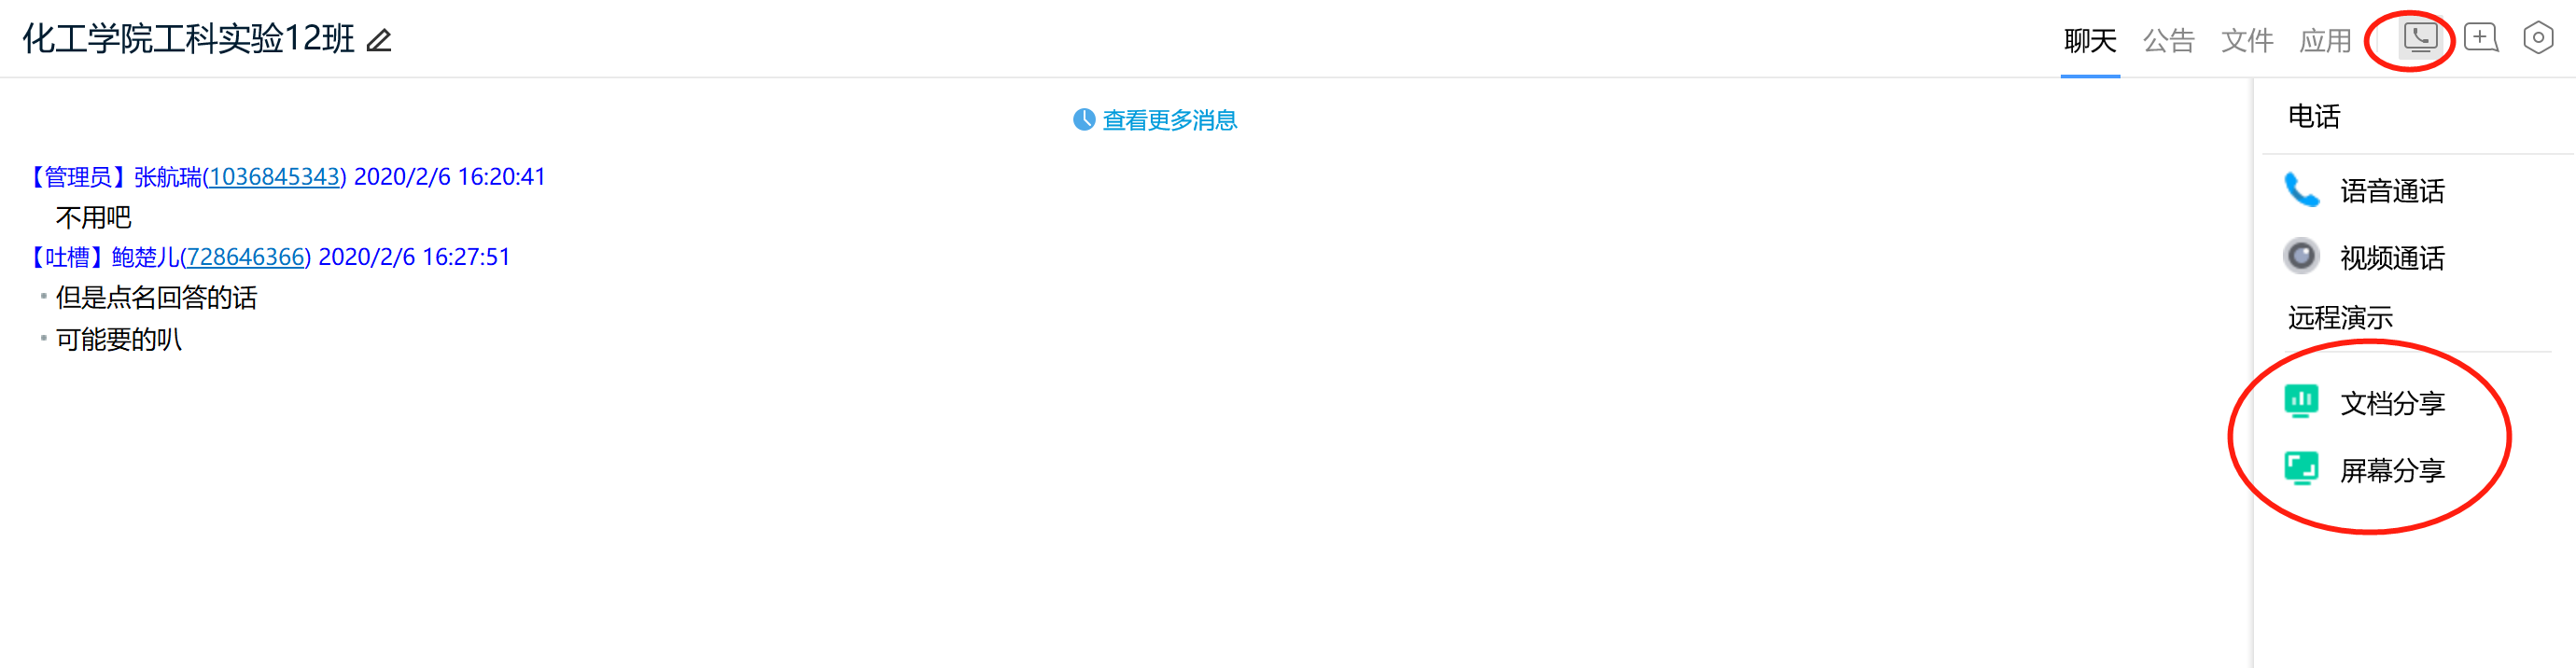 化工学院工科实验12班
聊天 公告 文件 应用
查看更多消息
【管理员】张航瑞(1036845343) 2020/2/6 16:20:41
不用吧
【吐槽】鲍楚儿(728646366) 2020/2/6 16:27:51
但是点名回答的话
可能要的叭
电话
语音通话
视频通话
远程演示
文档分享
屏幕分享